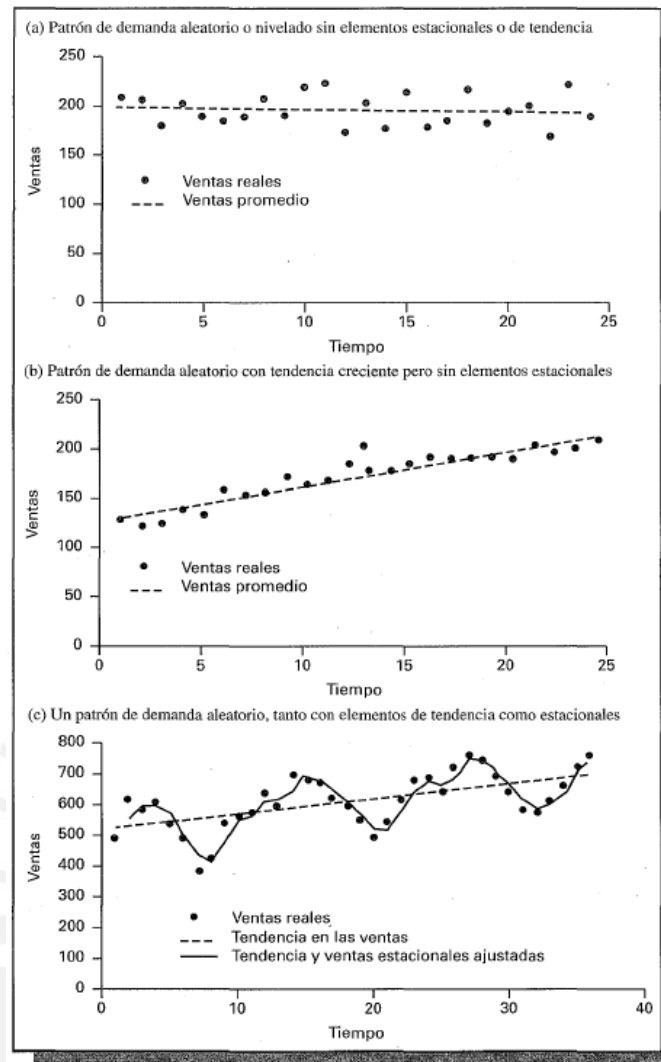 (a) Patrón de demanda aleatorio o nivelado sin elementos estacionales o de tendencia
250
200
150
100
50
0
Ventas
Ventas reales
Ventas promedio
0 5 10 15 20 25
Tiempo
(b) Patrón de demanda aleatorio con tendencia creciente pero sin elementos estacionales
250
200
150
100
50
0
Ventas
Ventas reales
Ventas promedio
0 5 10 15 20 25
Tiempo
(c) Un patrón de demanda aleatorio, tanto con elementos de tendencia como estacionales
800
700
600
500
400
300
200
100
0
Ventas
Ventas reales
Tendencia en las ventas
Tendencia y ventas estacionales ajustadas
0 10 20 30 40
Tiempo